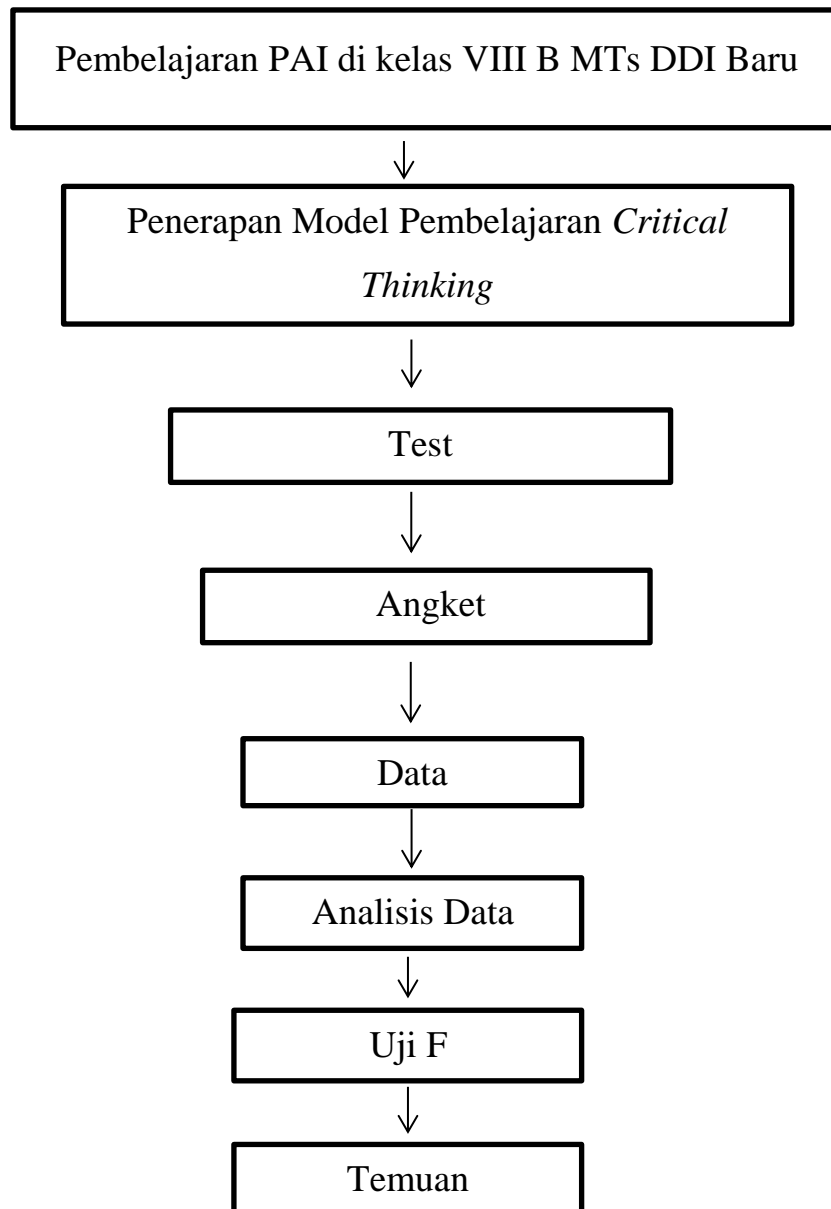 Pembelajaran PAI di kelas VIII B MTs DDI Baru
Penerapan Model Pembelajaran Critical
Thinking
Test
Angket
Data
Analisis Data
Uji F
Temuan